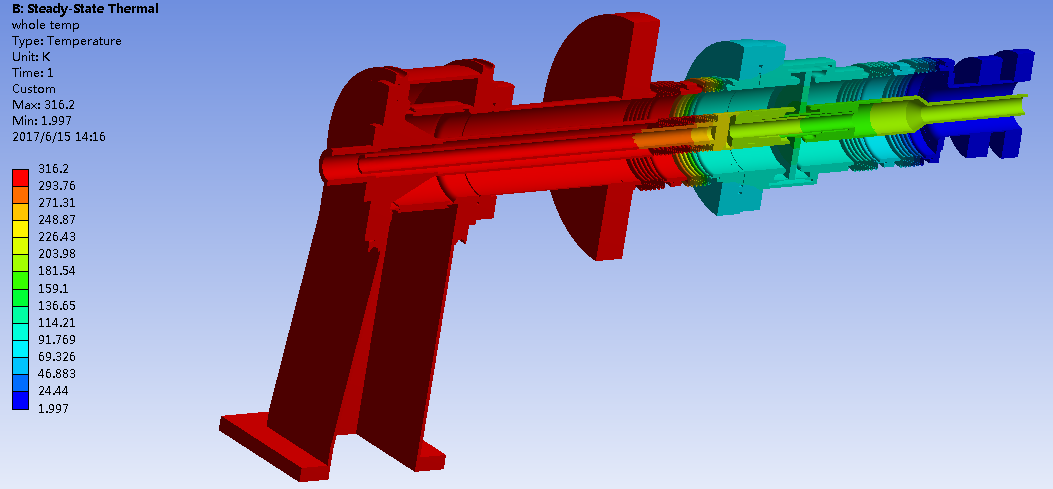 B: Steady-State Thermal
whole temp
Type: Temperature
Unit: K
Time: 1
Custom
Max: 316.2
Min: 1.997
2017/6/15 14:16
316.2
293.76
271.31
248.87
226.43
203.98
181.54
159.1
136.65
114.21
91.769
69.326
46.883
24.44
1.997